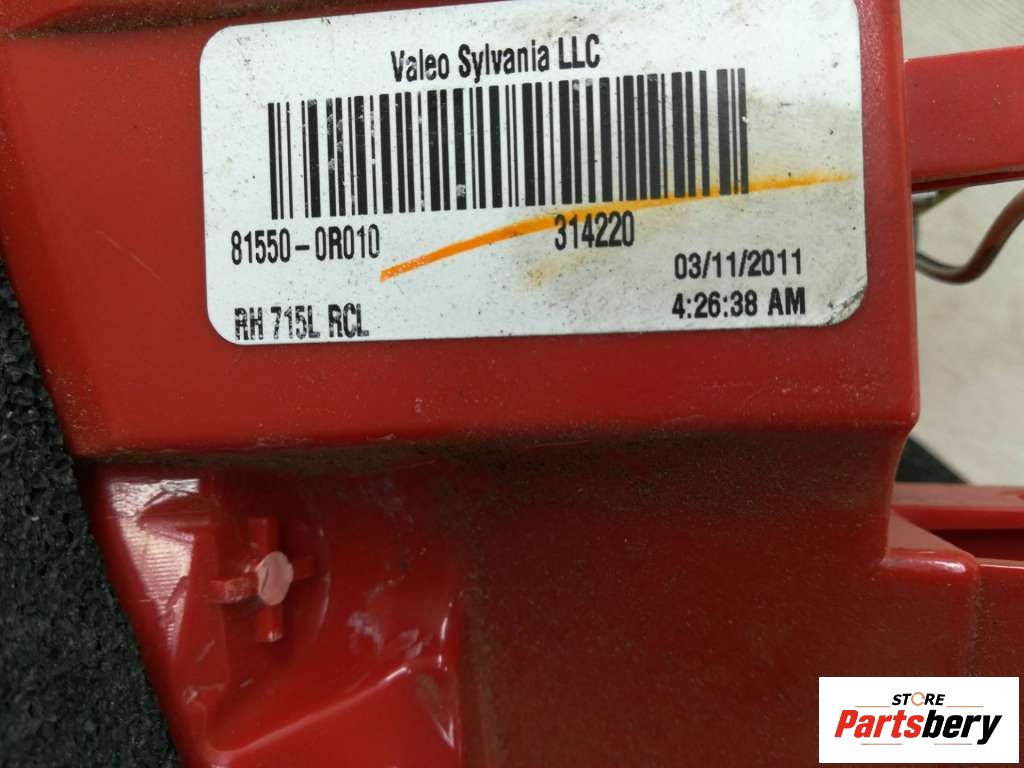 Valeo Sylvania LLC
81550-0R010 314220
03/11/2011
RH 715L RCL 4:26:38 AM
STORE
Partsbery